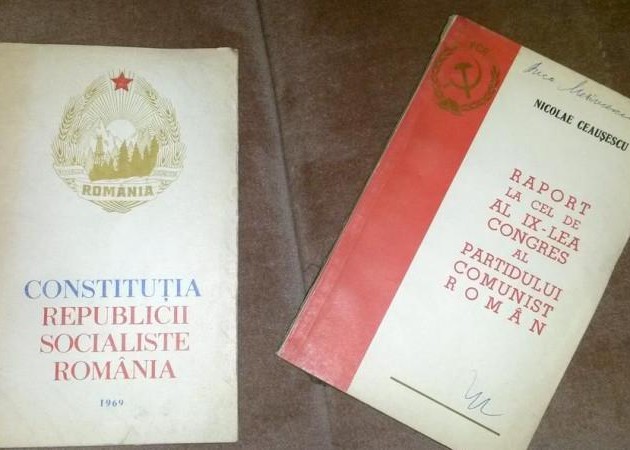 ROMÂNIA
CONSTITUȚIA
REPUBLICII
SOCIALISTE
ROMÂNIA
1969
PCR
NICOLAE CEAUȘESCU
RAPORT
LA CEL DE
AL IX-LEA
CONGRES
AL
PARTIDULUI
COMUNIST
ROMÂN